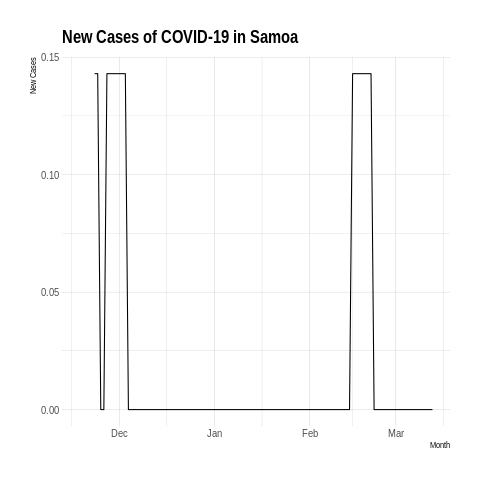 New Cases of COVID-19 in Samoa
New Cases
0.15
0.10
0.05
0.00
Dec Jan Feb Mar
Month